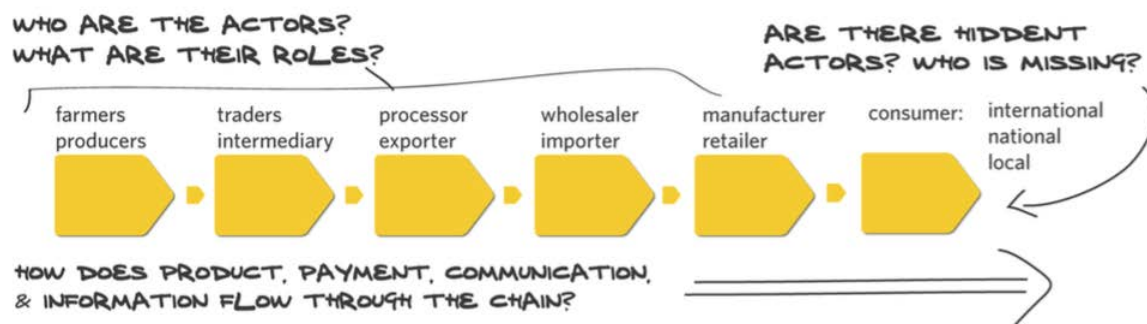 WHO ARE THE ACTORS?
WHAT ARE THEIR ROLES?
ARE THERE HIDDENT
ACTORS? WHO IS MISSING?
farmers
producers
traders
intermediary
processor
exporter
wholesaler
importer
manufacturer
retailer
consumer:
international
national
local
HOW DOES PRODUCT, PAYMENT, COMMUNICATION,
& INFORMATION FLOW THROUGH THE CHAIN?